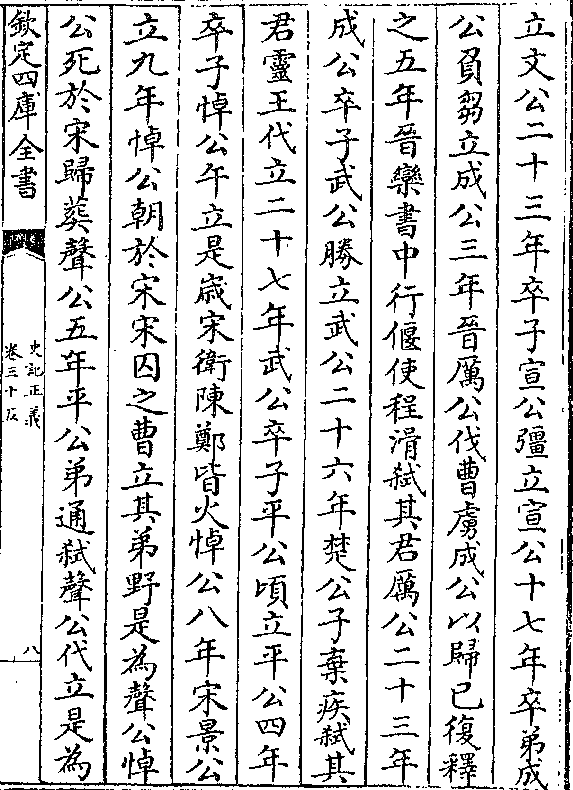 立文公二十三年卒子宣公彊立宣公十七年卒弟成
公負芻立成公三年晉厲公伐曹虜成公以歸已復釋
之五年晉欒書中行偃使程滑弑其君厲公二十三年
成公卒子武公勝立武公二十六年楚公子棄疾弑其
君靈王代立二十七年武公卒子平公頃立平公四年
卒子悼公午立是嵗宋衛陳鄭皆火悼公八年宋景公
立九年悼公朝於宋宋囚之曹立其弟野是為聲公悼
公死於宋歸葬聲公五年平公弟通弑聲公代立是為
欽定四庫全書
史記正義
卷三十五
八